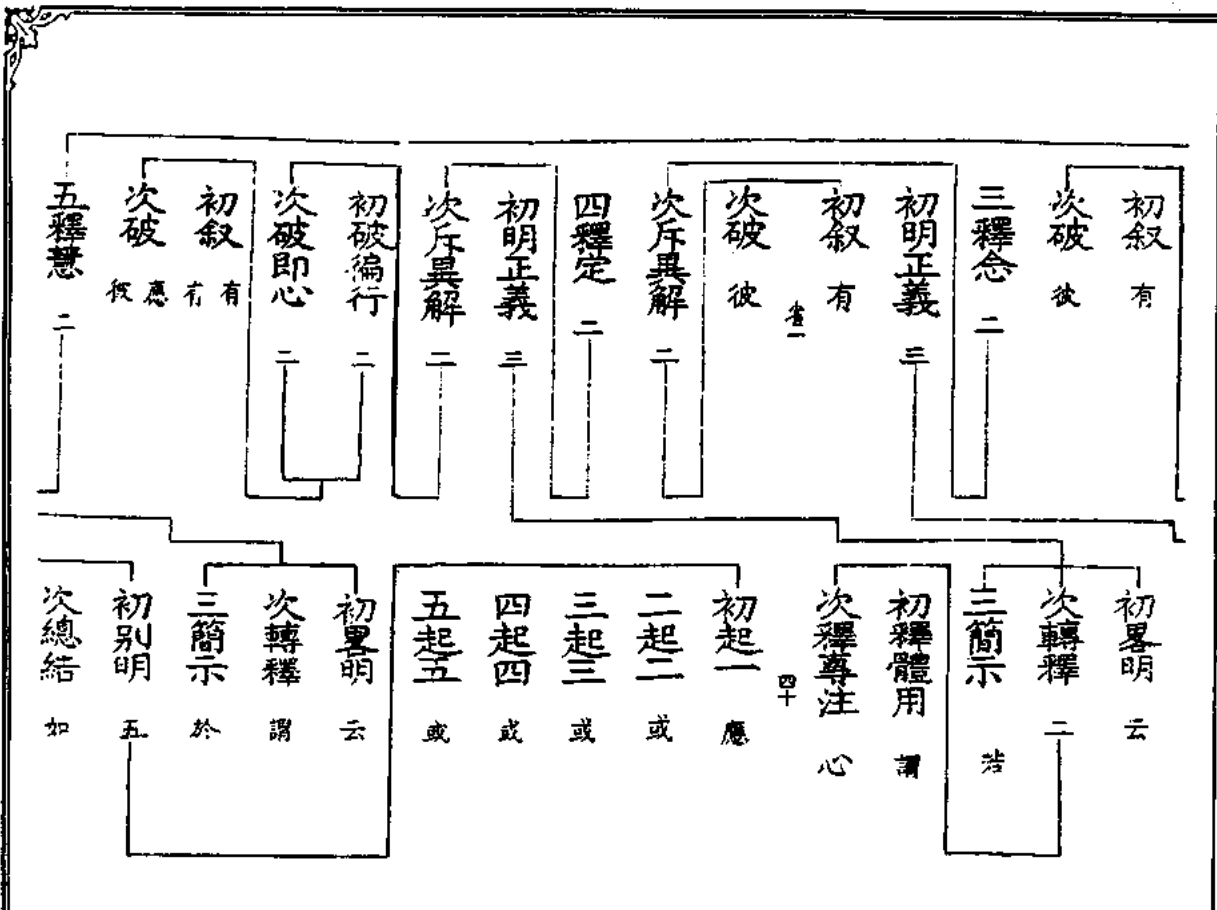 初叙 有
次破 彼
三釋念 二
初明正義 三
初叙 有
次破 彼
次斥異解 二
四釋定 二
初明正義 三
次斥異解 二
初破徧行 二
次破即心 二
初叙 有 有
次破 應 彼
五釋慧 二
初畧明 云
次轉釋 二
三簡示 若
初釋體用 謂
次釋專注 心
四十
初起一 應
二起二 或
三起三 或
四起四 或
五起五 或
初畧明 云
次轉釋 謂
三簡示 於
初別明 五
次總結 如